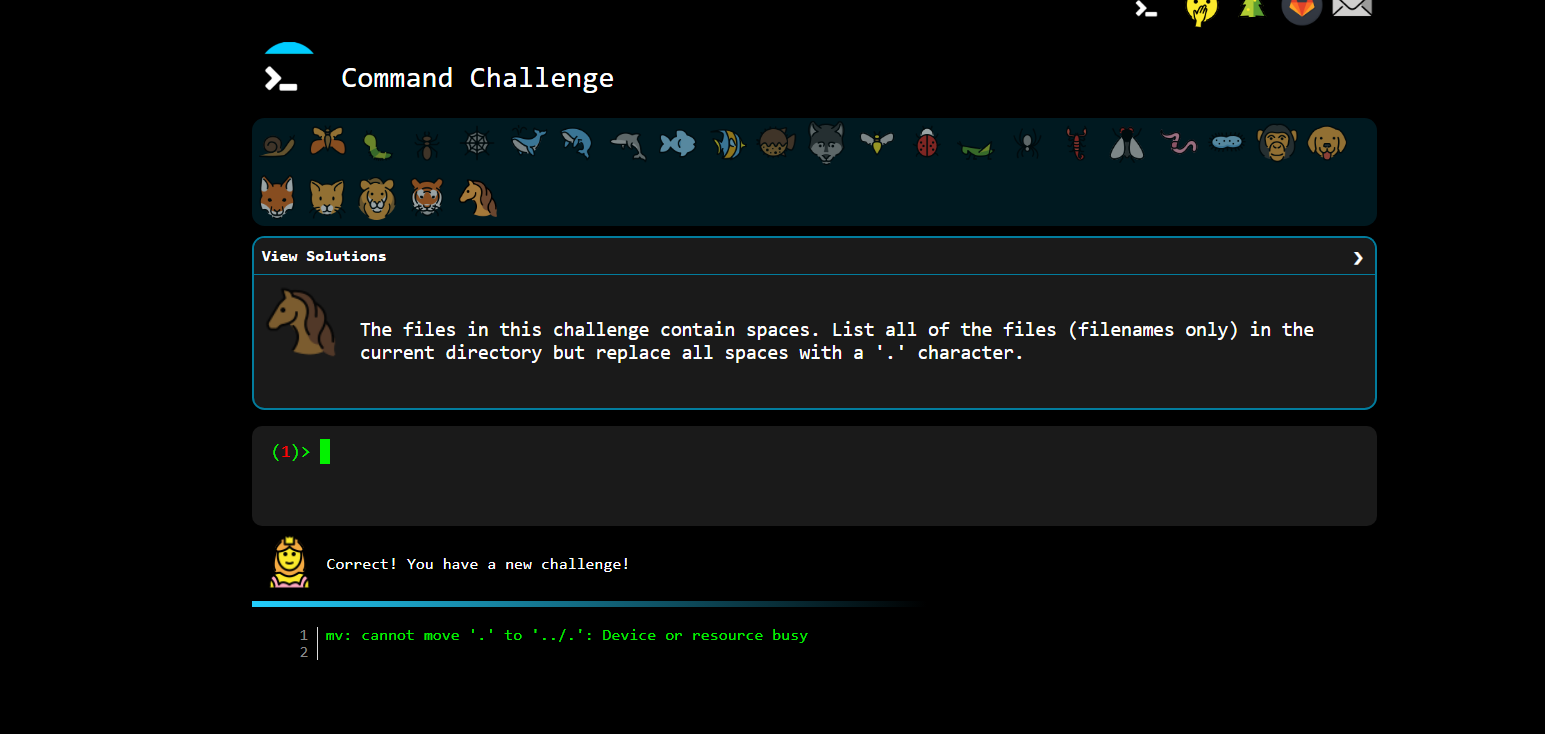 Command Challenge
View Solutions
The files in this challenge contain spaces. List all of the files (filenames only) in the
current directory but replace all spaces with a '.' character.
(1)>
Correct! You have a new challenge!
1 mv: cannot move '.' to '../.': Device or resource busy
2